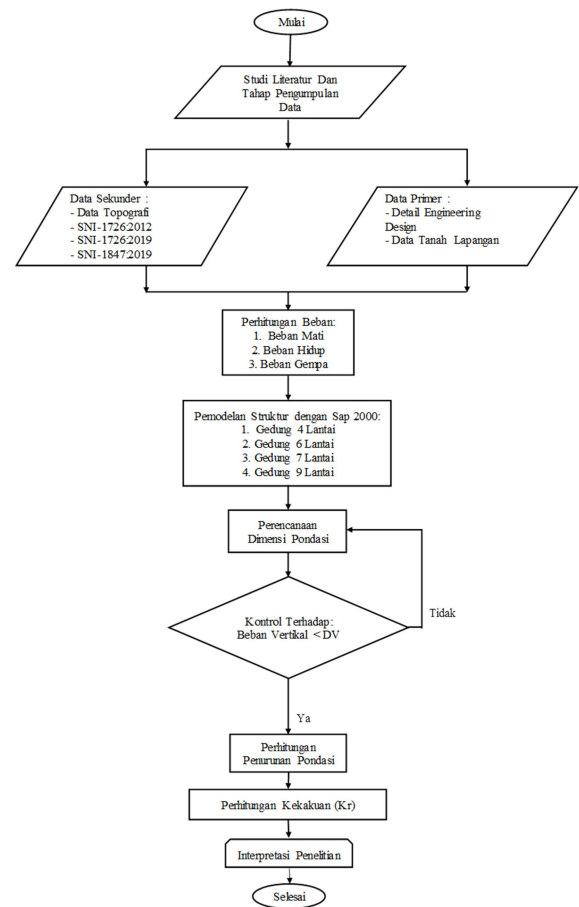 Mulai
Studi Literatur Dan
Tahap Pengumpulan
Data
Data Sekunder :
- Data Topografi
- SNI-1726:2012
- SNI-1726:2019
- SNI-1847:2019
Data Primer :
- Detail Engineering
Design
- Data Tanah Lapangan
Perhitungan Beban:
1. Beban Mati
2. Beban Hidup
3. Beban Gempa
Pemodelan Struktur dengan Sap 2000:
1. Gedung 4 Lantai
2. Gedung 6 Lantai
3. Gedung 7 Lantai
4. Gedung 9 Lantai
Perencanaan
Dimensi Pondasi
Kontrol Terhadap:
Beban Vertikal < DV
Tidak
Ya
Perhitungan
Penurunan Pondasi
Perhitungan Kekakuan (Kr)
Interpretasi Penelitian
Selesai